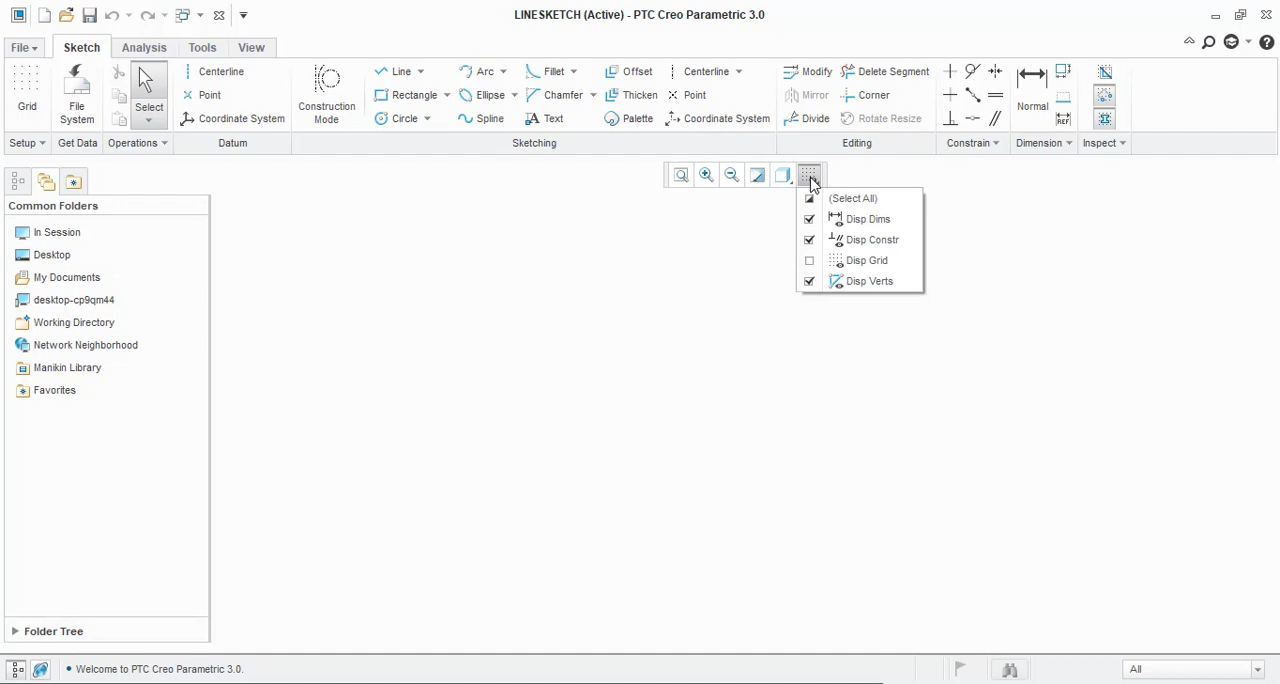 LINESKETCH (Active) - PTC Creo Parametric 3.0
File Sketch Analysis Tools View
Grid
File System
Select
Centerline
Point
Coordinate System
Construction Mode
Line Arc Fillet Offset Centerline
Rectangle Ellipse Chamfer Thicken Point
Circle Spline Text Palette Coordinate System
Modify Delete Segment
Mirror Corner
Divide Rotate Resize
Normal
REF
Setup Get Data Operations Datum Sketching Editing Constrain Dimension Inspect
(Select All)
Disp Dims
Disp Constr
Disp Grid
Disp Verts
Common Folders
In Session
Desktop
My Documents
desktop-cp9qm44
Working Directory
Network Neighborhood
Manikin Library
Favorites
Folder Tree
• Welcome to PTC Creo Parametric 3.0.
All